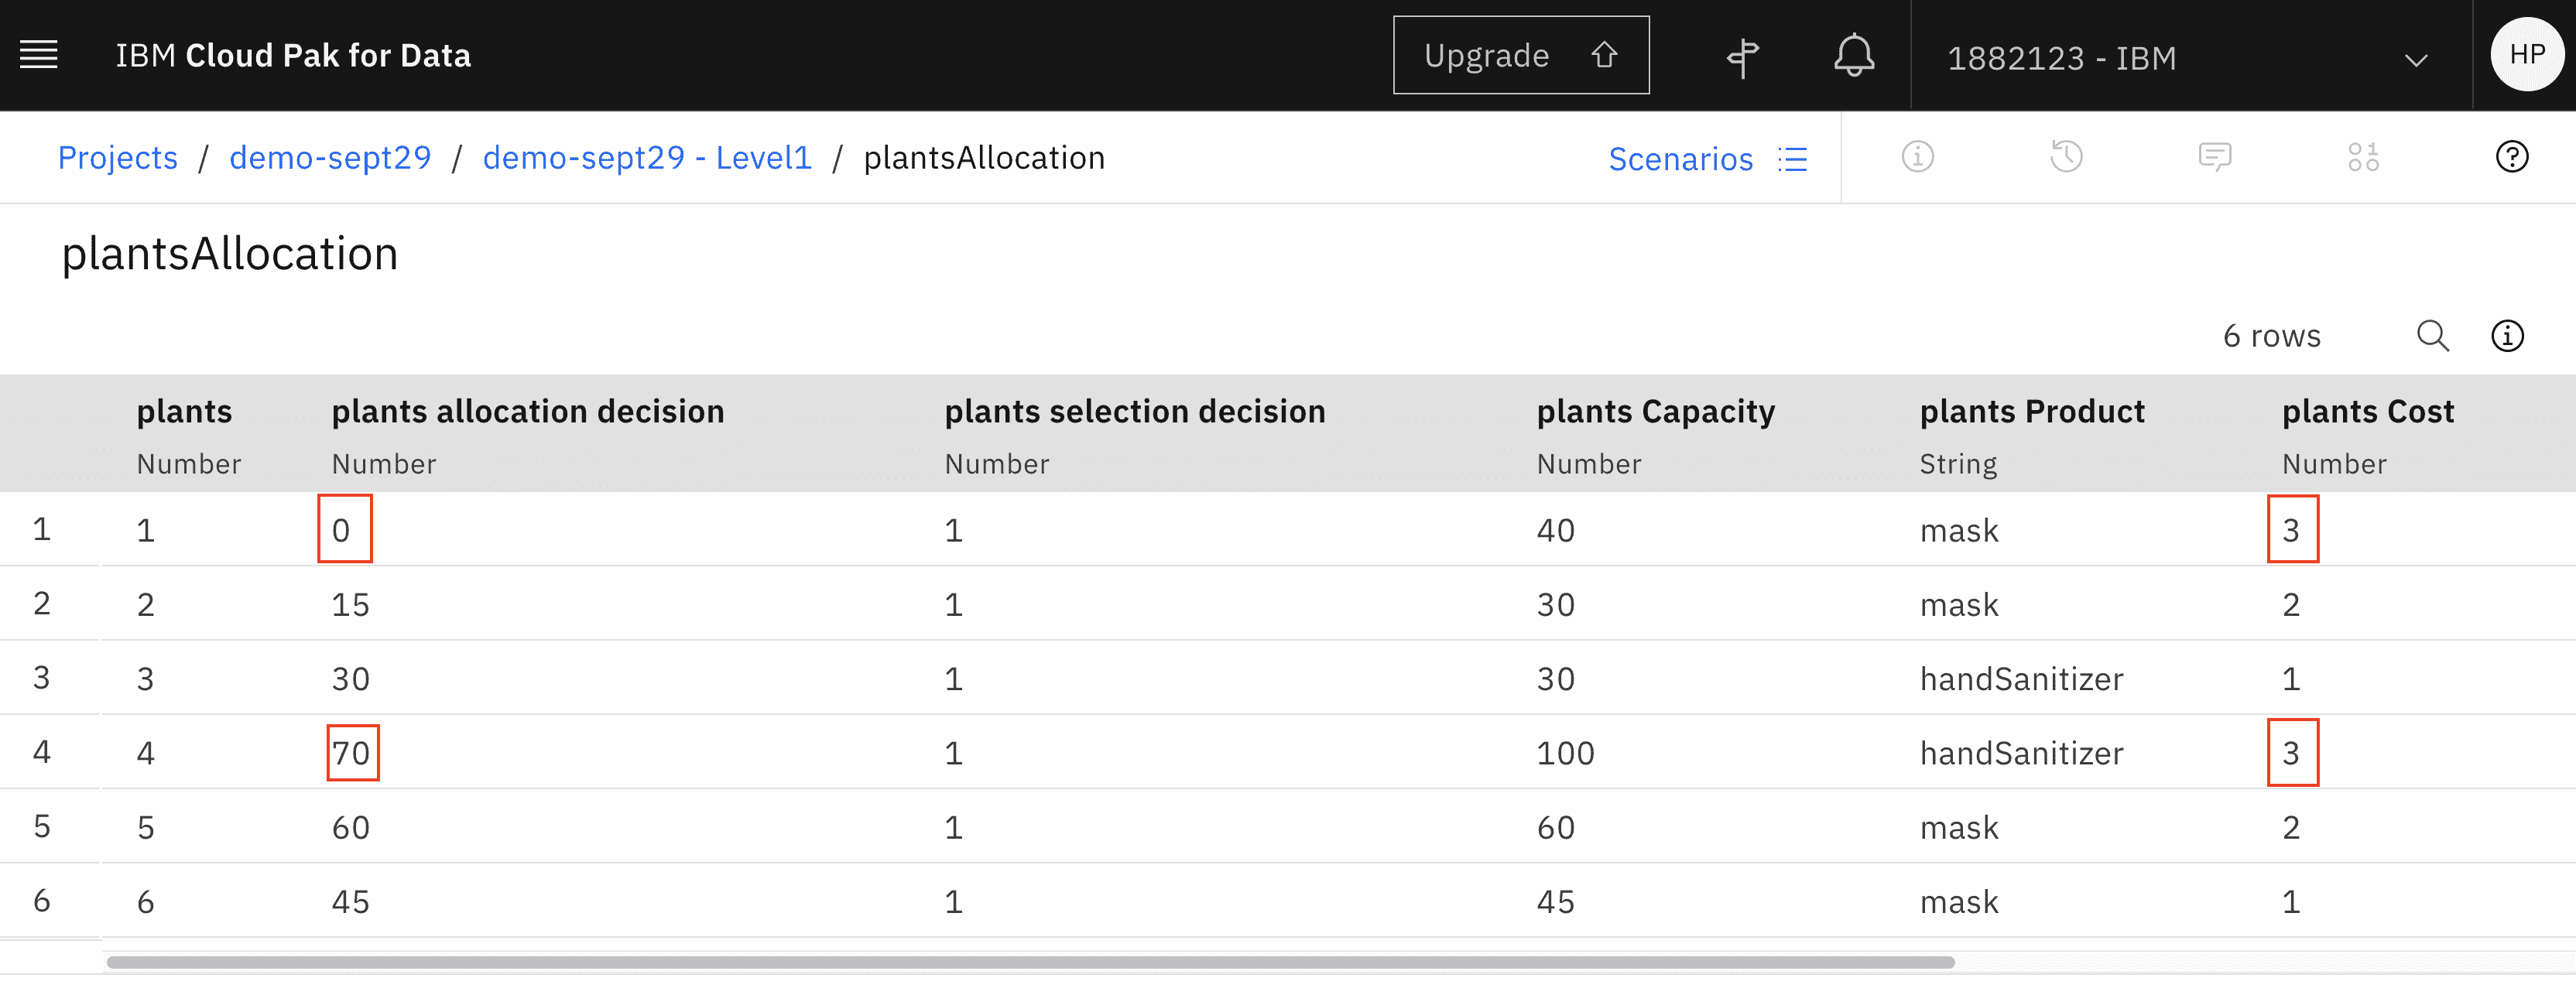 IBM Cloud Pak for Data Upgrade 1882123 - IBM HP
Projects / demo-sept29 / demo-sept29 - Level1 / plantsAllocation Scenarios
plantsAllocation
6 rows
plants plants allocation decision plants selection decision plants Capacity plants Product plants Cost
Number Number Number Number String Number
1 1 0 1 40 mask 3
2 2 15 1 30 mask 2
3 3 30 1 30 handSanitizer 1
4 4 70 1 100 handSanitizer 3
5 5 60 1 60 mask 2
6 6 45 1 45 mask 1